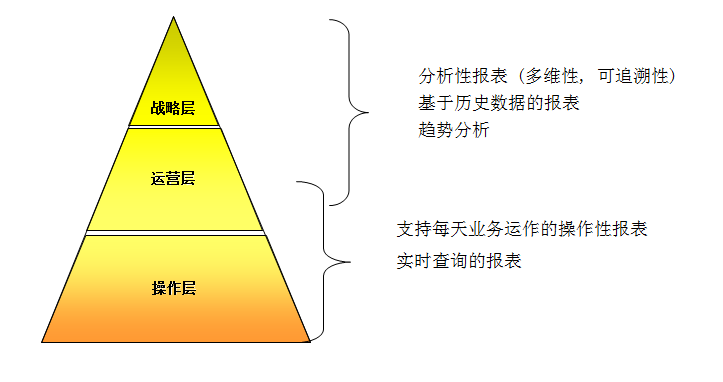 战略层
运营层
操作层
分析性报表 (多维性, 可追溯性)
基于历史数据的报表
趋势分析
支持每天业务运作的操作性报表
实时查询的报表